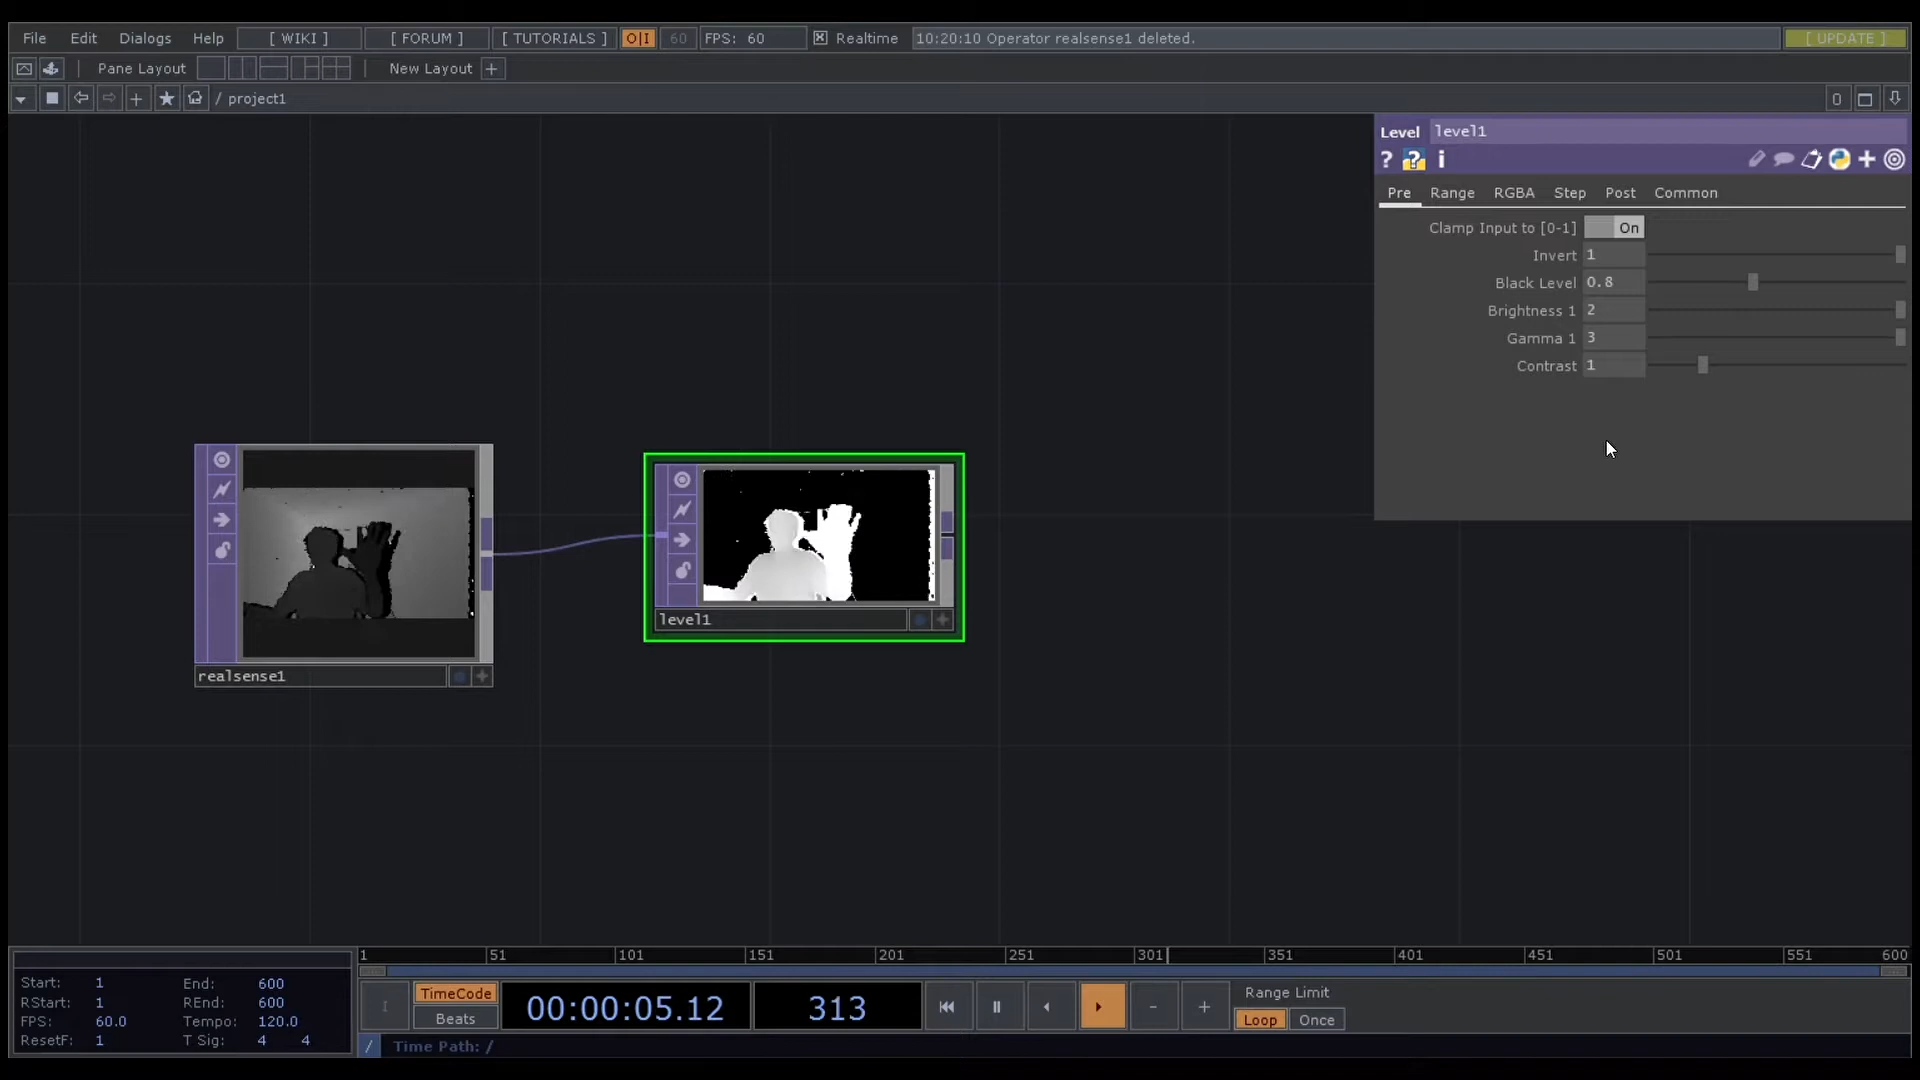 File Edit Dialogs Help [ WIKI ] [ FORUM ] [ TUTORIALS ] O|I 60 FPS: 60 Realtime 10:20:10 Operator realsense1 deleted. [ UPDATE ]
Pane Layout New Layout +
/ project1 0
Level level1
? ? i
Pre Range RGBA Step Post Common
Clamp Input to [0-1] On
Invert 1
Black Level 0.8
Brightness 1 2
Gamma 1 3
Contrast 1
level1
realsense1
1 51 101 151 201 251 301 351 401 451 501 551 600
Start: 1 End: 600
RStart: 1 REnd: 600
FPS: 60.0 Tempo: 120.0
ResetF: 1 T Sig: 4 4
TimeCode
Beats
00:00:05.12
313
Range Limit
Loop Once
/ Time Path: /